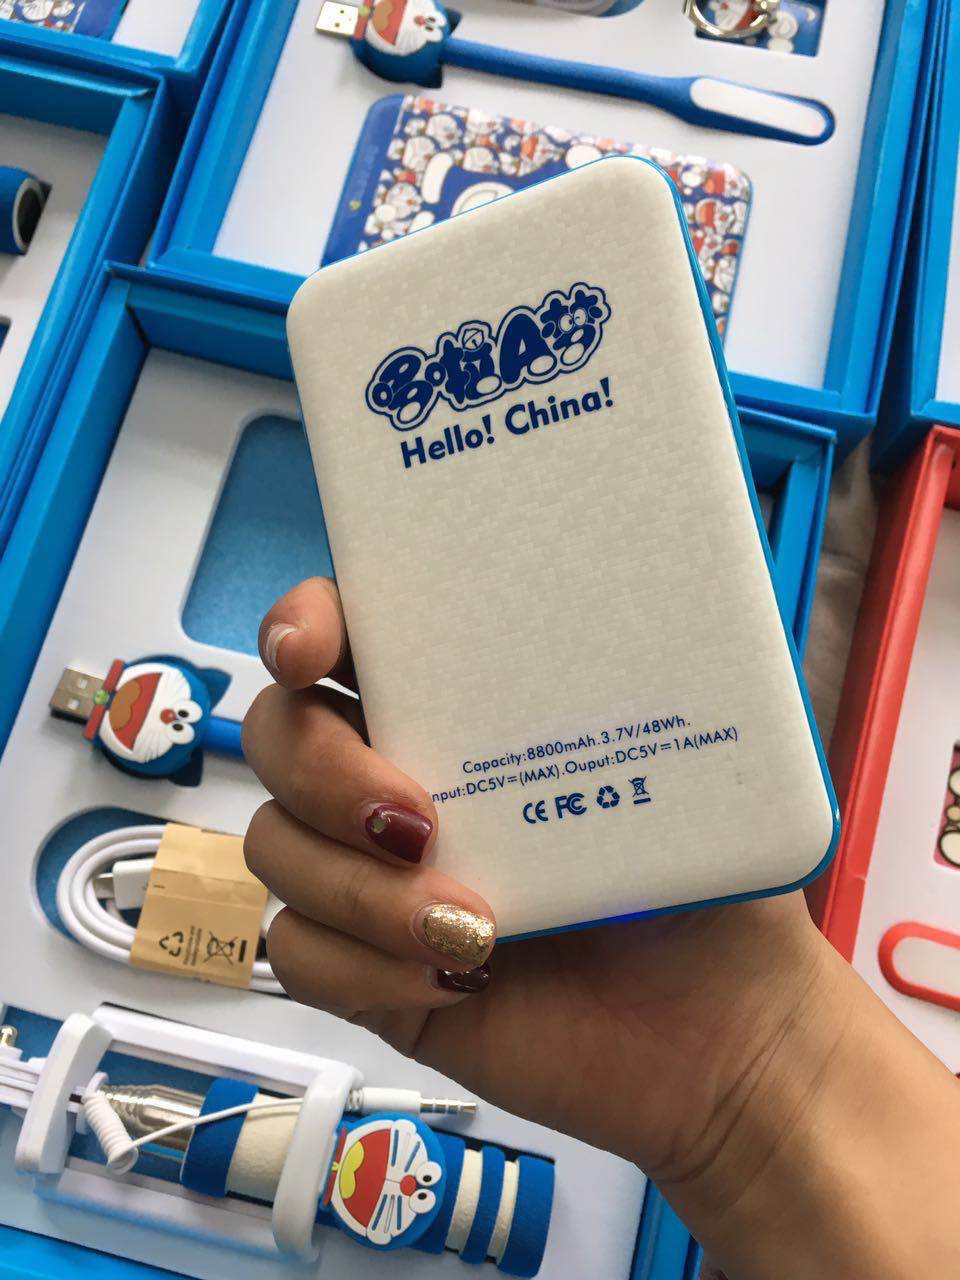 哆啦A梦
Hello! China!
Capacity:8800mAh.3.7V/48Wh.
input:DC5V=(MAX).Ouput:DC5V=1A(MAX)
CE FC